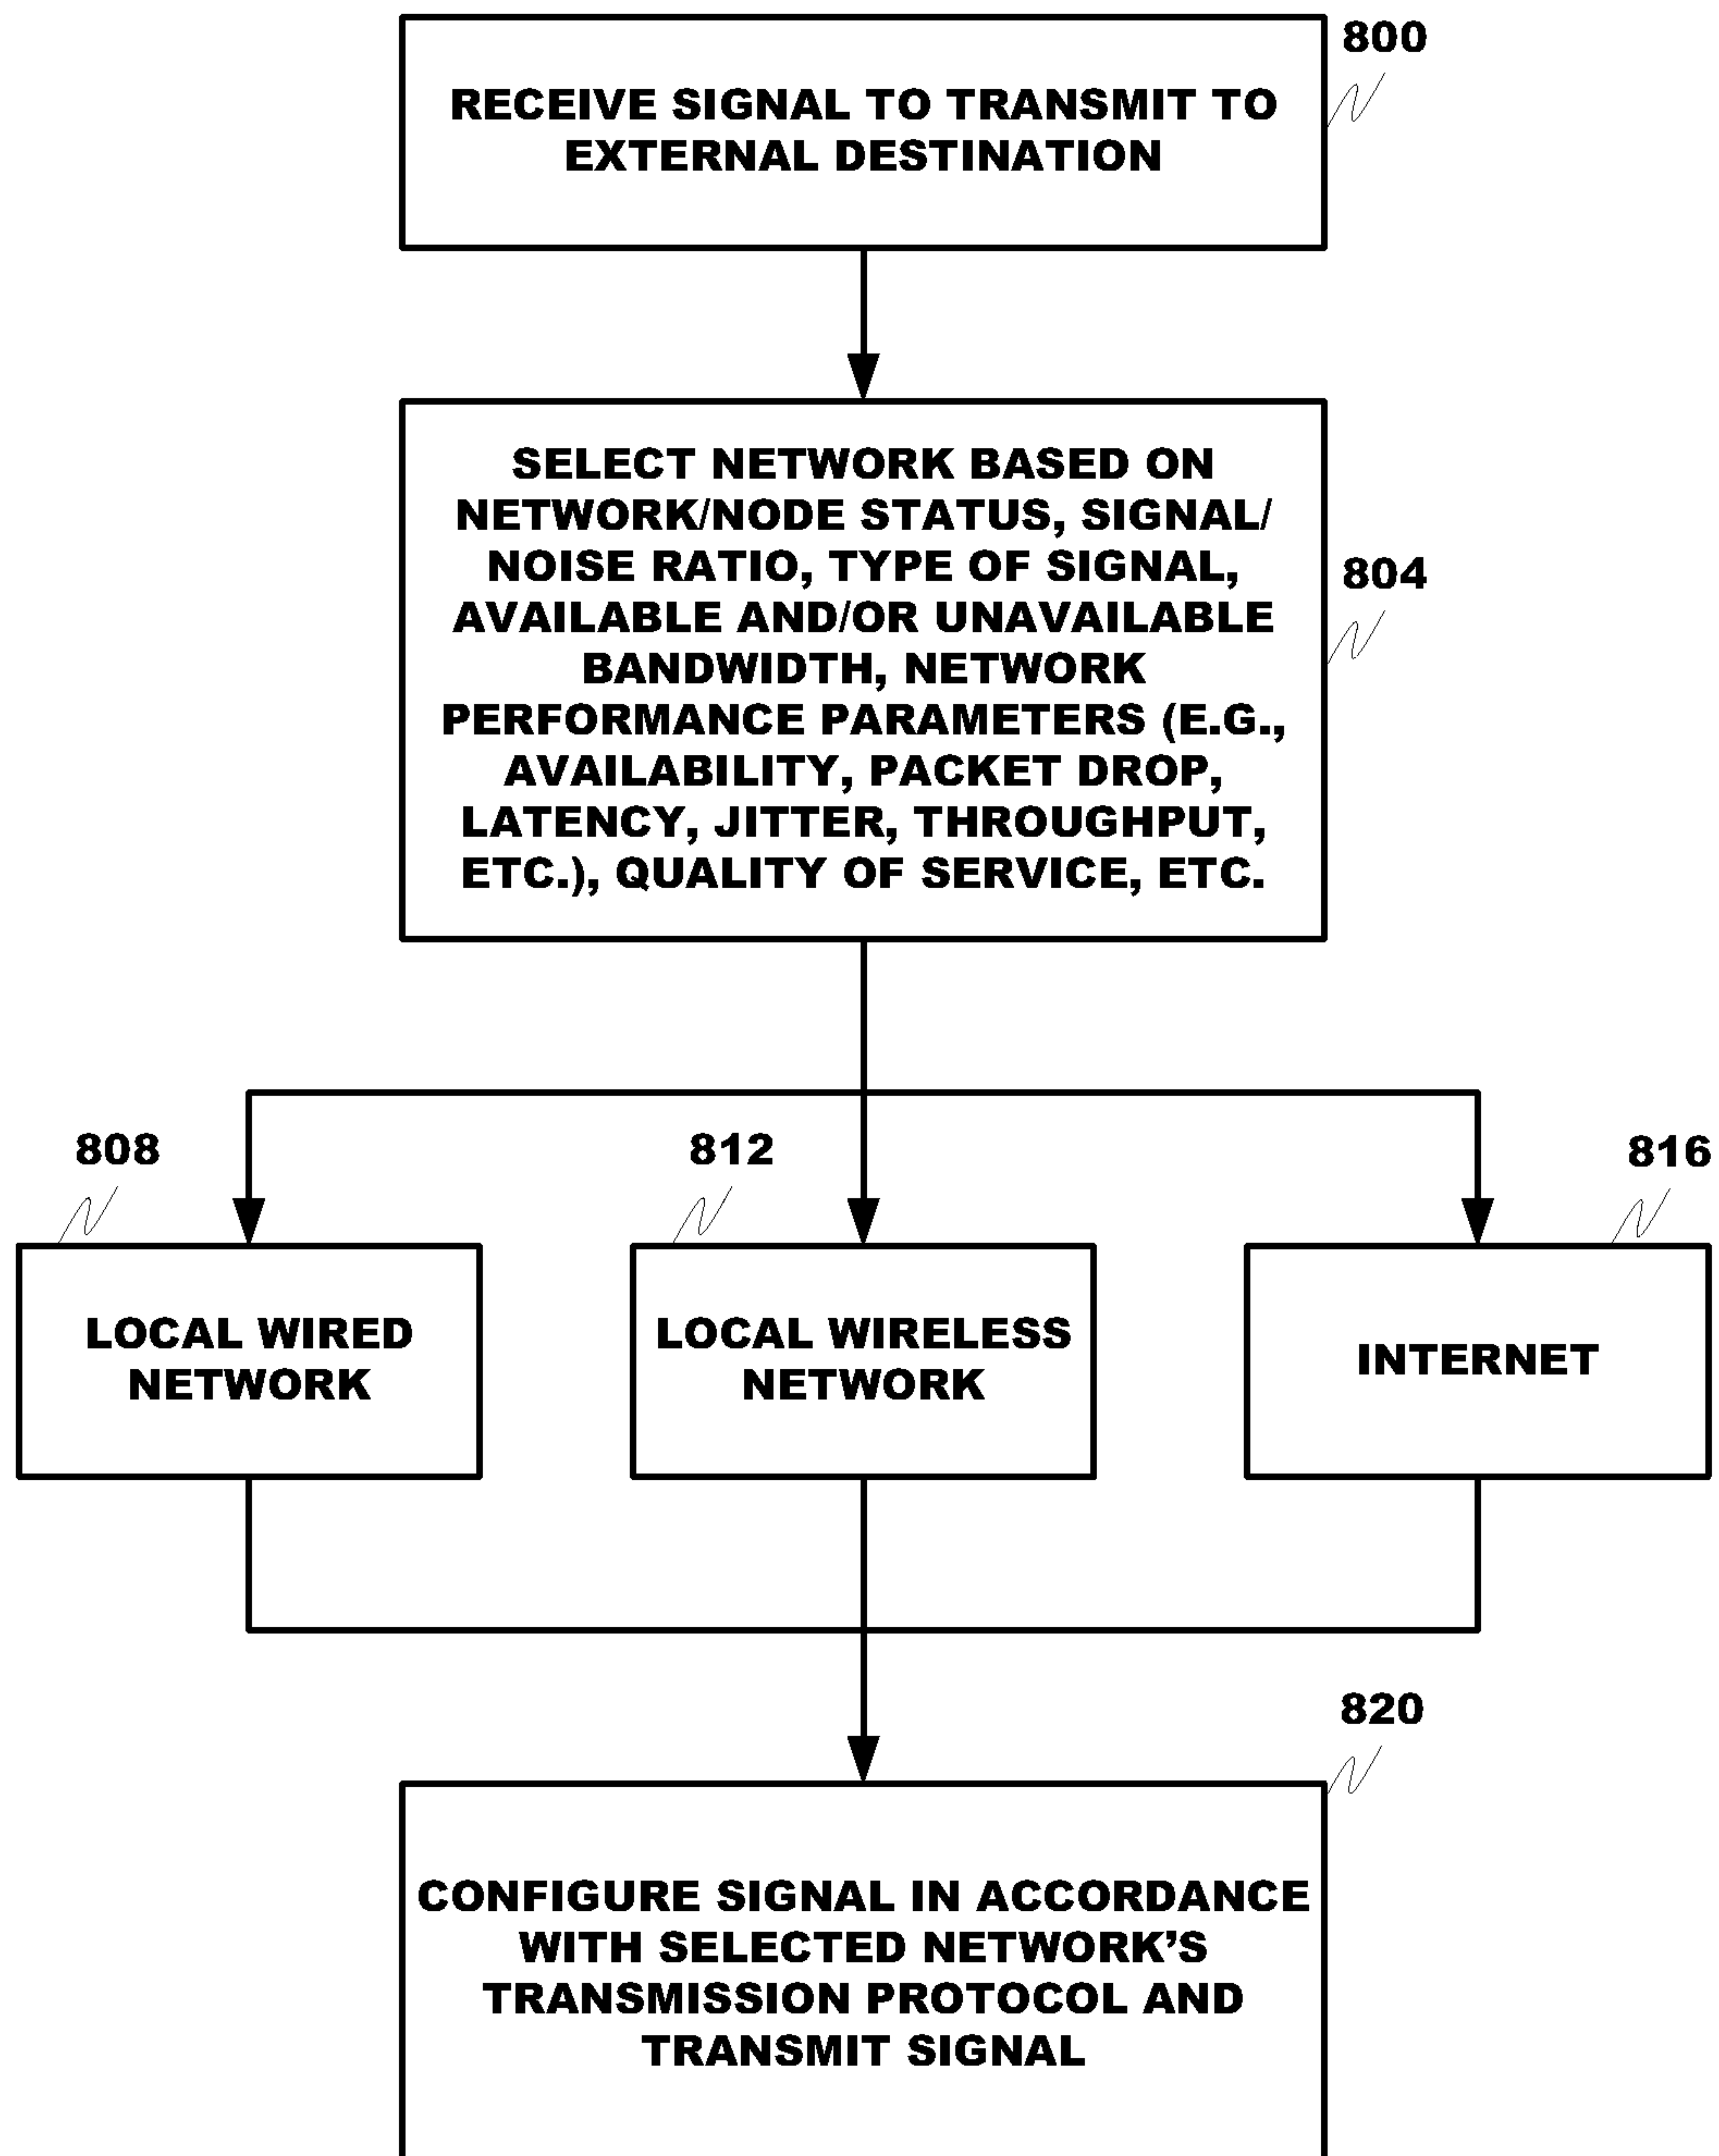 800
RECEIVE SIGNAL TO TRANSMIT TO
EXTERNAL DESTINATION
SELECT NETWORK BASED ON
NETWORK/NODE STATUS, SIGNAL/
NOISE RATIO, TYPE OF SIGNAL,
AVAILABLE AND/OR UNAVAILABLE
BANDWIDTH, NETWORK
PERFORMANCE PARAMETERS (E.G.,
AVAILABILITY, PACKET DROP,
LATENCY, JITTER, THROUGHPUT,
ETC.), QUALITY OF SERVICE, ETC.
804
808
812
816
LOCAL WIRED
NETWORK
LOCAL WIRELESS
NETWORK
INTERNET
820
CONFIGURE SIGNAL IN ACCORDANCE
WITH SELECTED NETWORK’S
TRANSMISSION PROTOCOL AND
TRANSMIT SIGNAL